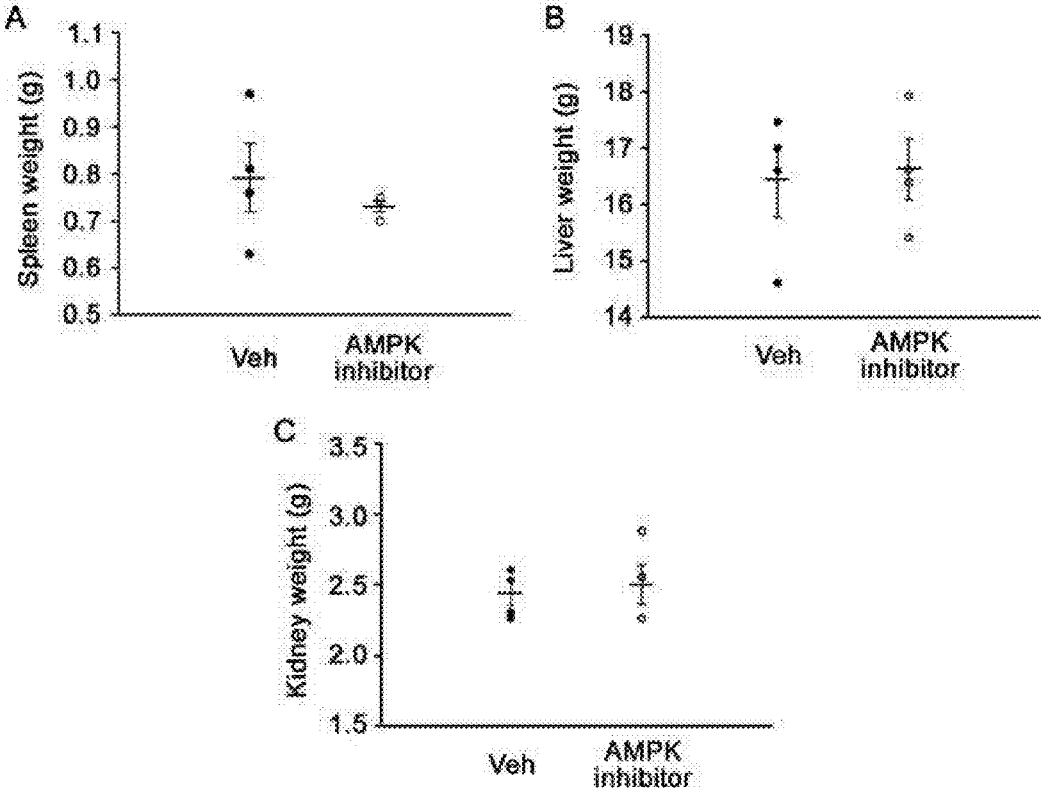 A
Spleen weight (g)
1.1
1.0
0.9
0.8
0.7
0.6
0.5
Veh
AMPK
inhibitor
B
Liver weight (g)
19
18
17
16
15
14
Veh
AMPK
inhibitor
C
Kidney weight (g)
3.5
3.0
2.5
2.0
1.5
Veh
AMPK
inhibitor